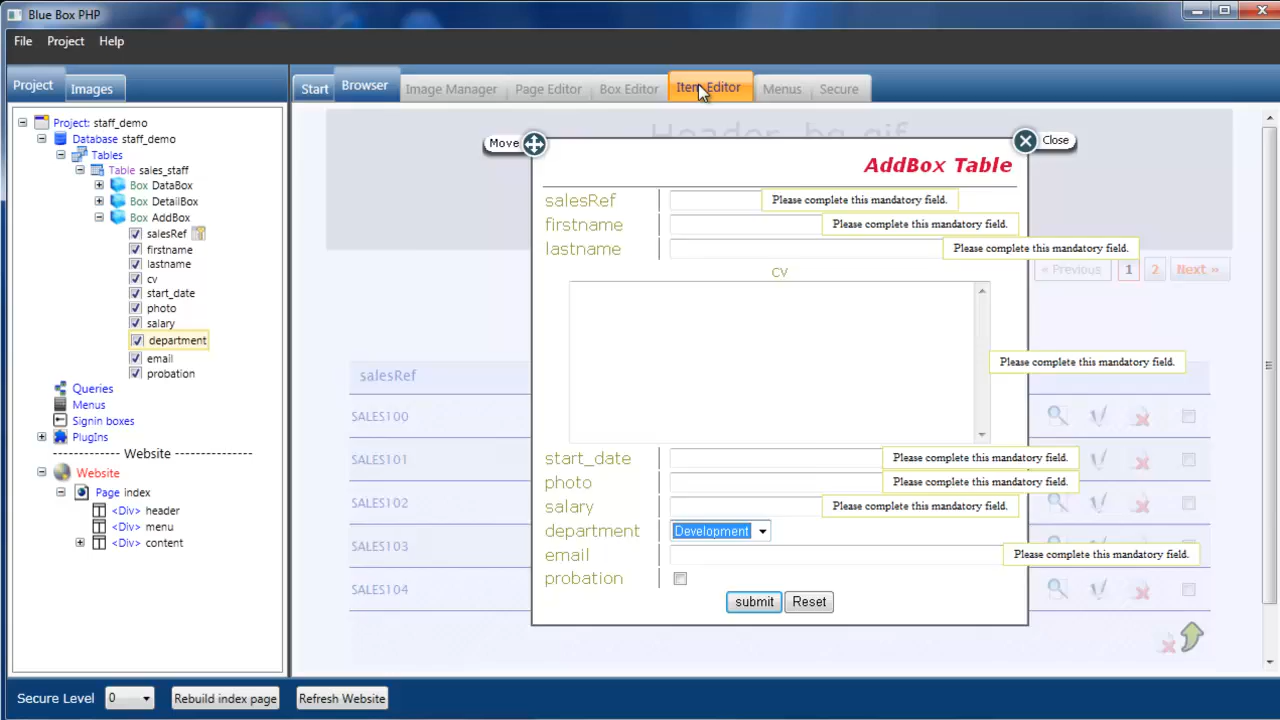 Blue Box PHP
File Project Help
Project Images
Start Browser Image Manager Page Editor Box Editor Item Editor Menus Secure
Project: staff_demo
Database staff_demo
Tables
Table sales_staff
Box DataBox
Box DetailBox
Box AddBox
salesRef
firstname
lastname
cv
start_date
photo
salary
department
email
probation
Queries
Menus
Signin boxes
PlugIns
------------ Website ------------
Website
Page index
<Div> header
<Div> menu
<Div> content
Header_bg.gif
Move Close
AddBox Table
salesRef Please complete this mandatory field.
firstname Please complete this mandatory field.
lastname Please complete this mandatory field.
cv
Please complete this mandatory field.
start_date Please complete this mandatory field.
photo Please complete this mandatory field.
salary Please complete this mandatory field.
department Development
email Please complete this mandatory field.
probation
submit Reset
« Previous 1 2 Next »
salesRef
SALES100
SALES101
SALES102
SALES103
SALES104
Secure Level 0 Rebuild index page Refresh Website